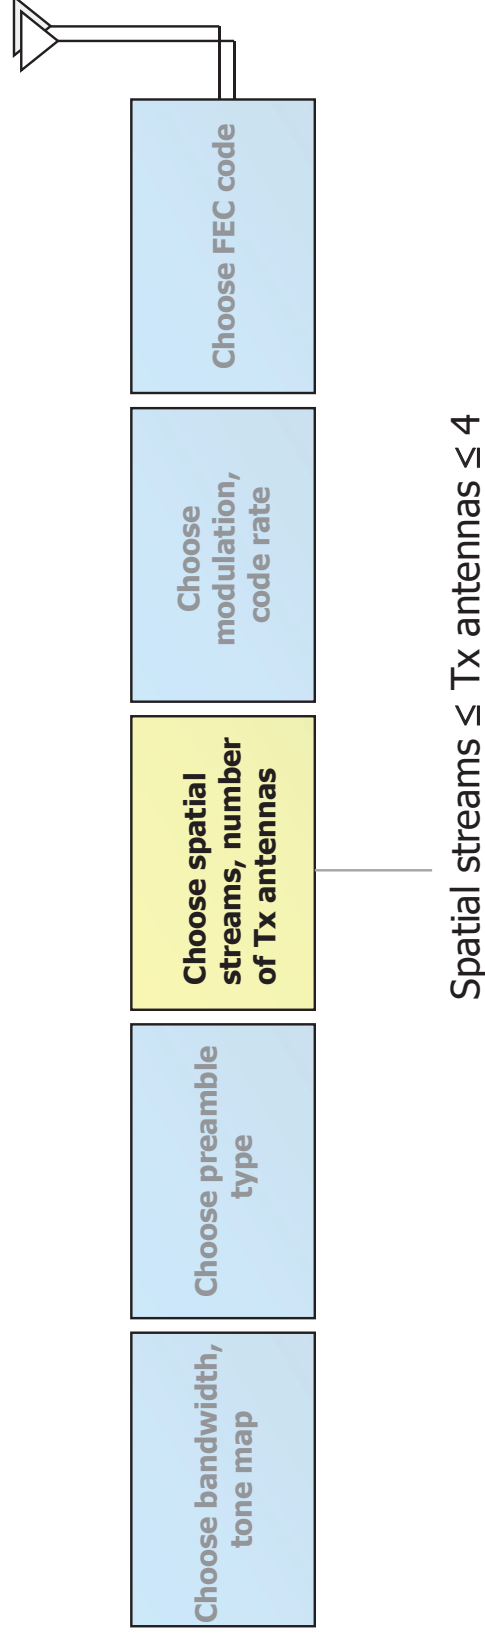 Choose bandwidth,
tone map
Choose preamble
type
Choose spatial
streams, number
of Tx antennas
Choose
modulation,
code rate
Choose FEC code
Spatial streams ≤ Tx antennas ≤ 4